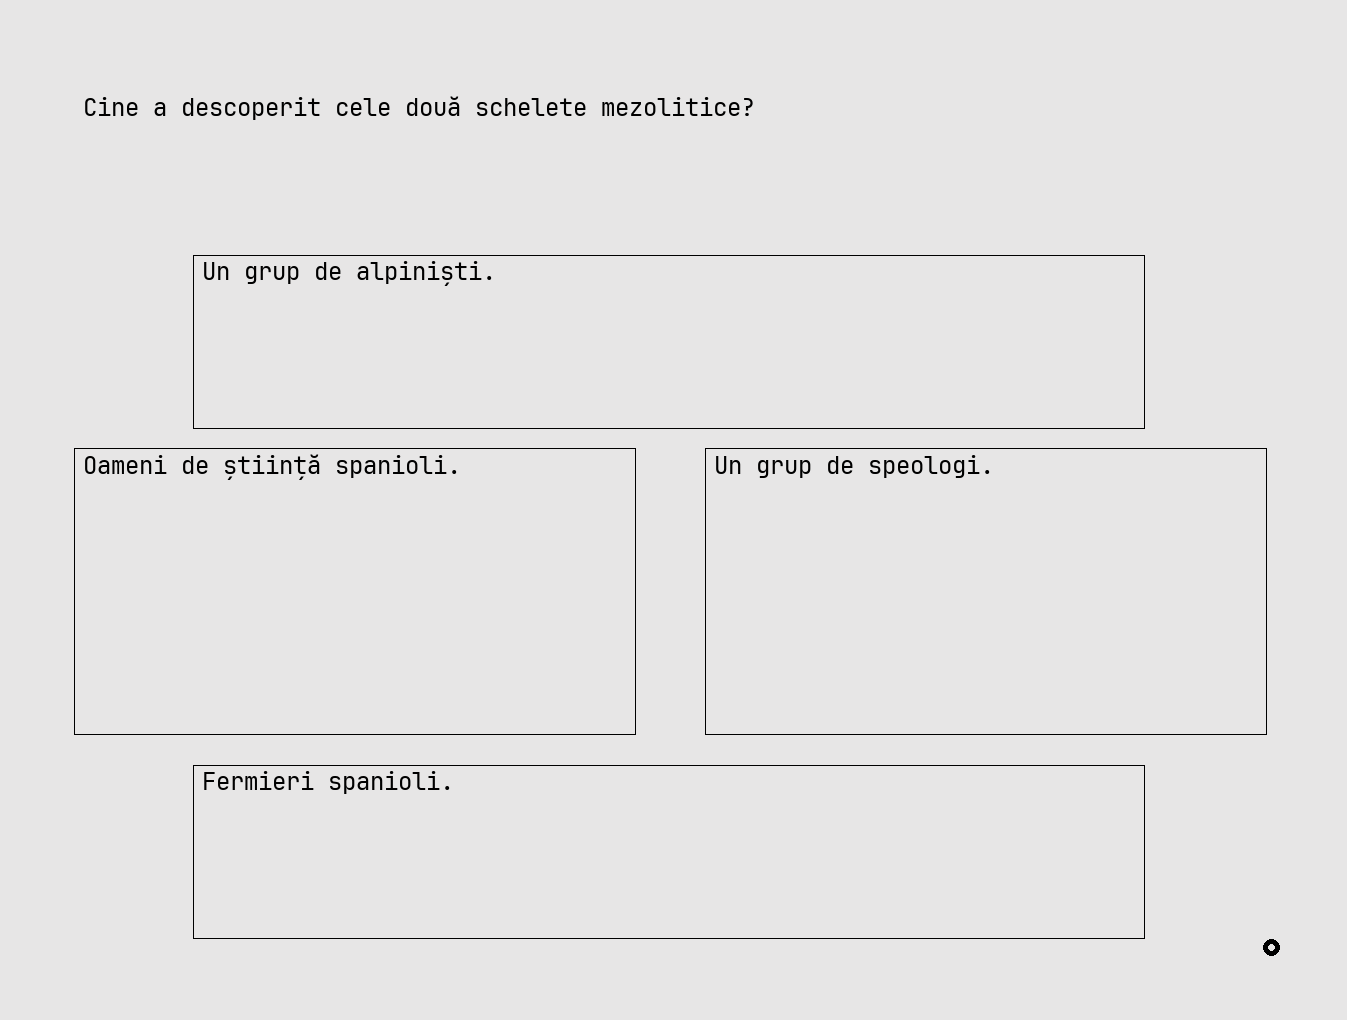 Cine a descoperit cele două schelete mezolitice?
Un grup de alpiniști.
Oameni de știință spanioli.
Un grup de speologi.
Fermieri spanioli.